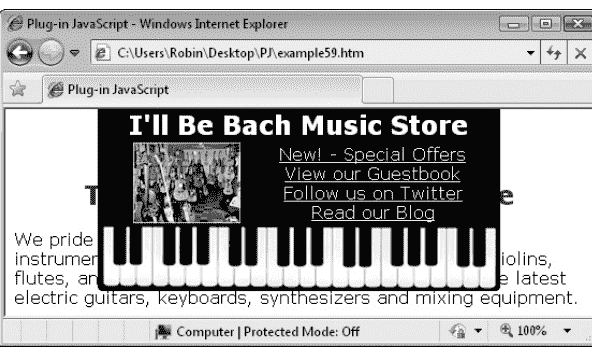 Plug-in JavaScript - Windows Internet Explorer
C:\Users\Robin\Desktop\PJ\example59.htm
Plug-in JavaScript
I'll Be Bach Music Store
New! - Special Offers
View our Guestbook
Follow us on Twitter
Read our Blog
T e
We pride
instrumen iolins,
flutes, an e latest
electric guitars, keyboards, synthesizers and mixing equipment.
Computer | Protected Mode: Off
100%